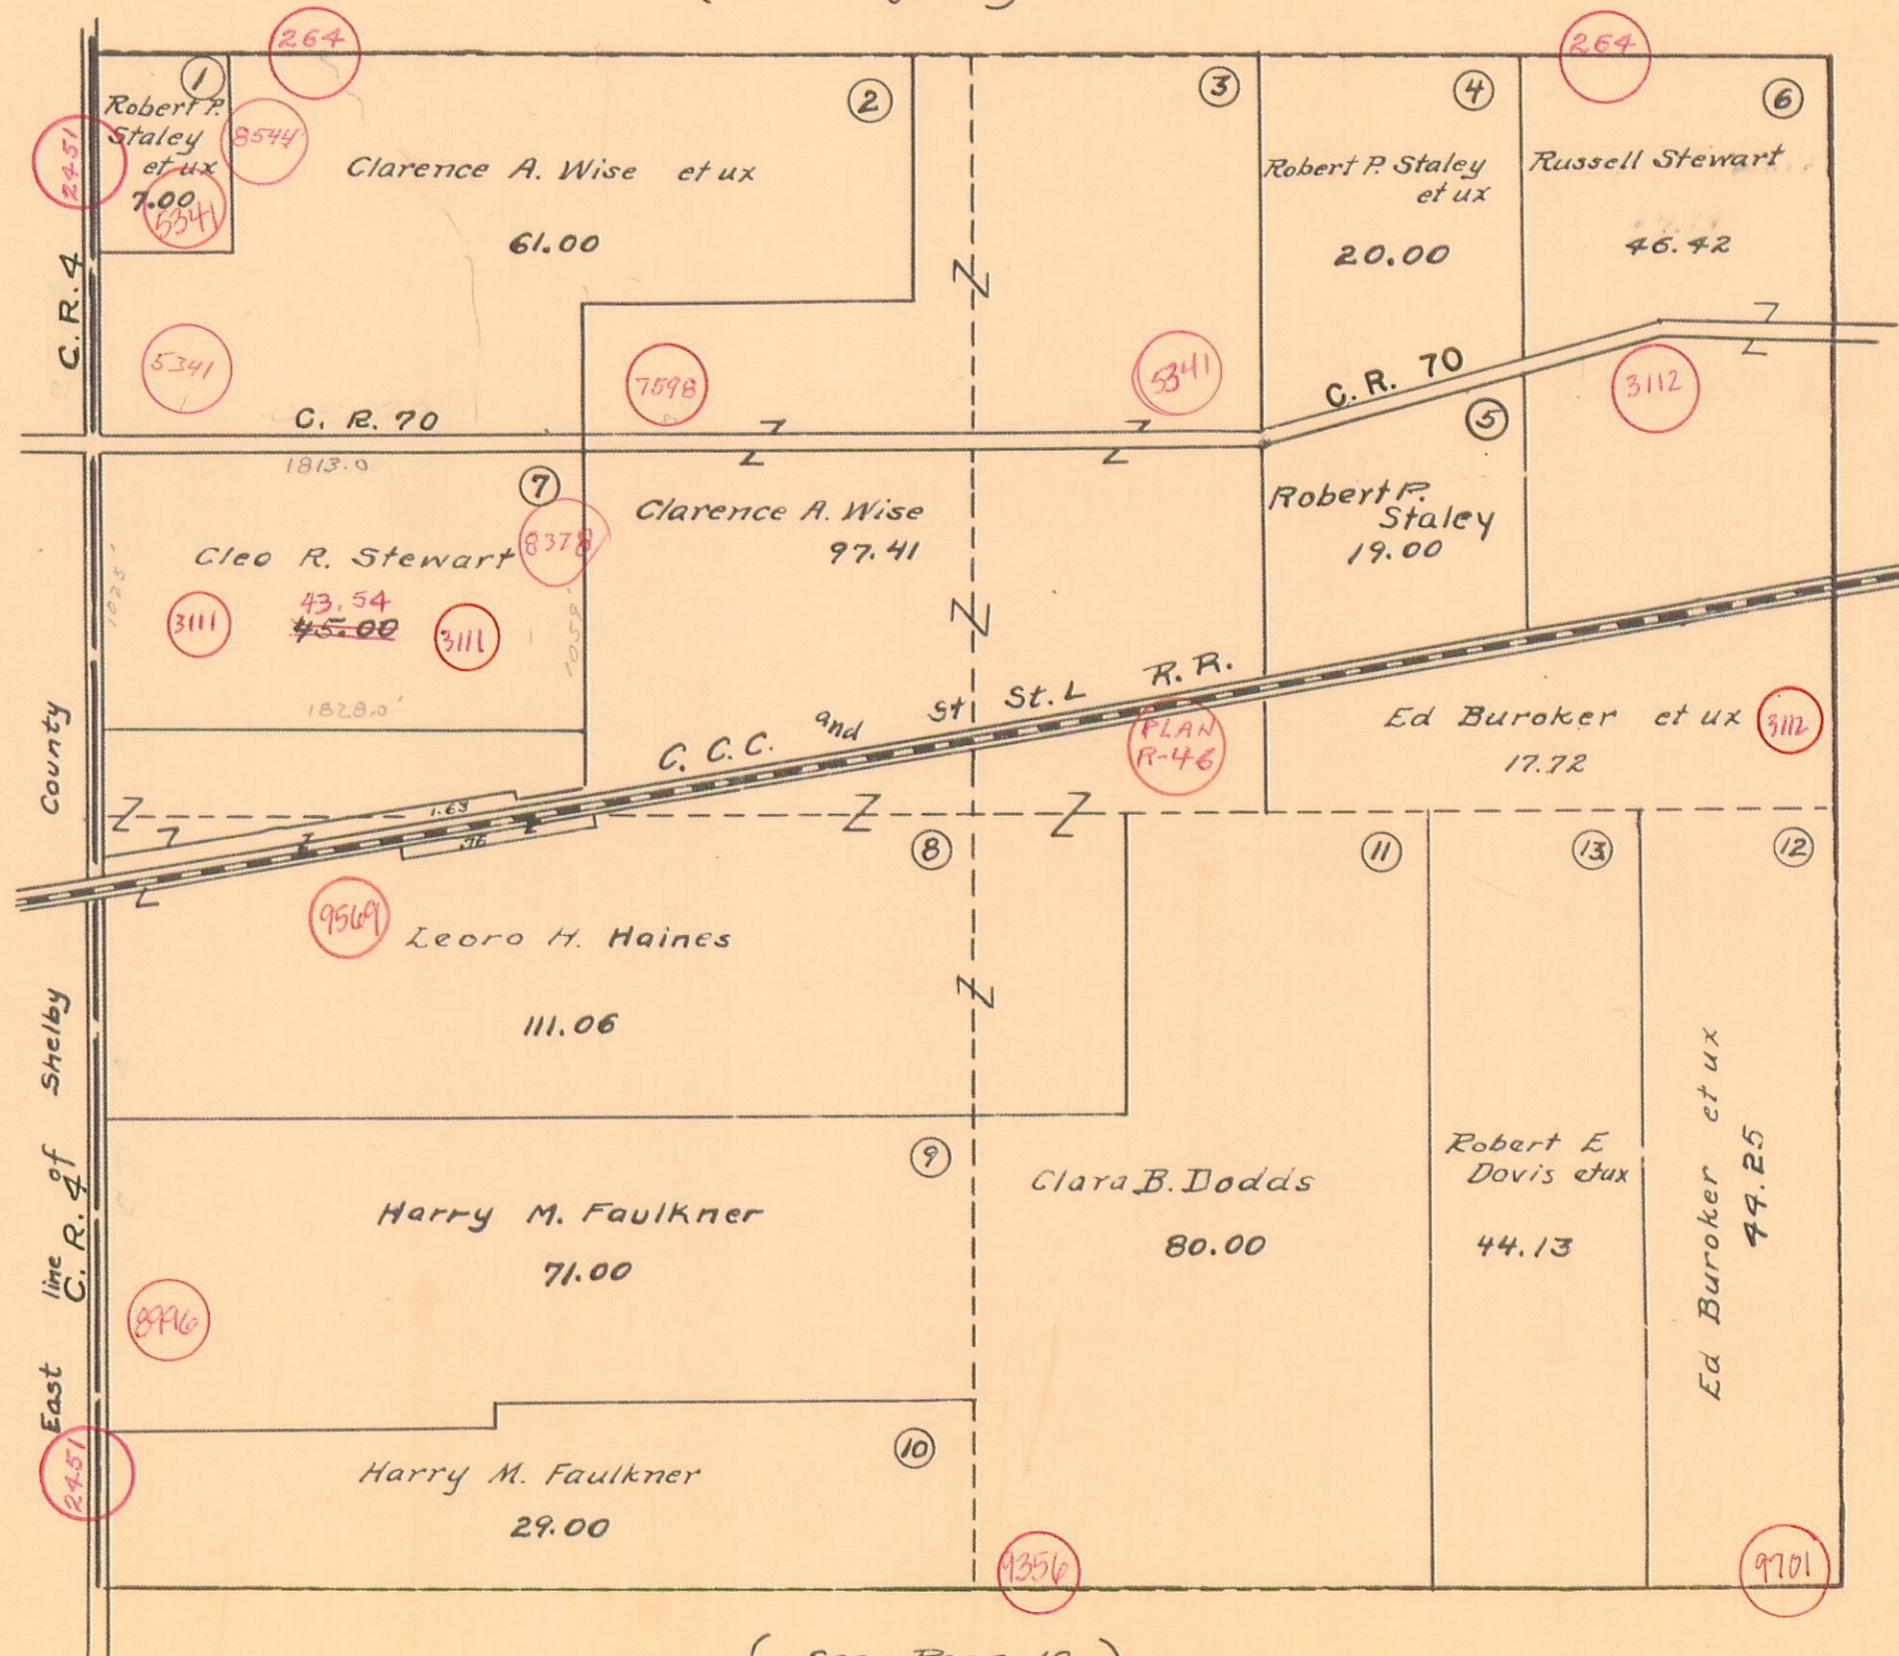 264
264
1
2
3
4
6
Robert P.
Staley
et ux
7.00
5341
8544
2451
Clarence A. Wise et ux
61.00
Robert P. Staley
et ux
20.00
Russell Stewart
46.42
C. R. 4
5341
7598
5341
C. R. 70
3112
C. R. 70
5
1813.0
7
8378
Cleo R. Stewart
43.54
45.00
3111
3111
1025'
1058'
1828.0'
Clarence A. Wise
97.41
Robert P.
Staley
19.00
C. C. C. and St St. L R. R.
PLAN
R-46
Ed Buroker et ux
3112
17.72
1.63
.76
8
11
13
12
9569
Leoro H. Haines
111.06
9
Harry M. Faulkner
71.00
Clara B. Dodds
80.00
Robert E
Davis etux
44.13
Ed Buroker et ux
44.25
8996
East line of Shelby County
C. R. 4
2451
10
Harry M. Faulkner
29.00
9356
9701